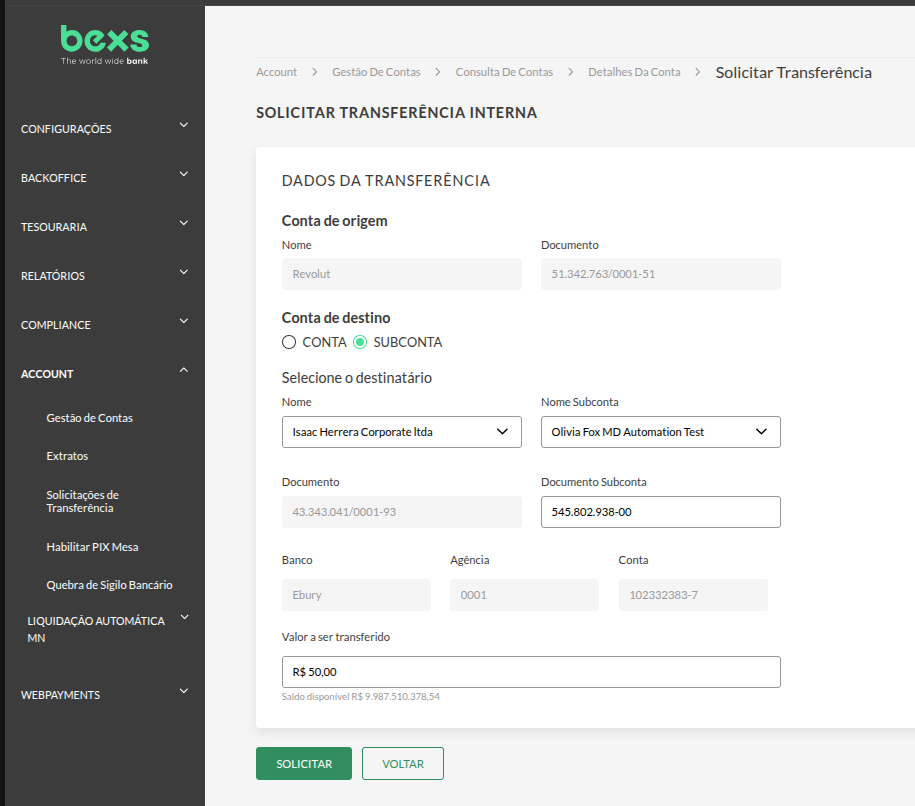 bexs
The world wide bank
CONFIGURAÇÕES
BACKOFFICE
TESOURARIA
RELATÓRIOS
COMPLIANCE
ACCOUNT
Gestão de Contas
Extratos
Solicitações de
Transferência
Habilitar PIX Mesa
Quebra de Sigilo Bancário
LIQUIDAÇÃO AUTOMÁTICA
MN
WEBPAYMENTS
Account > Gestão De Contas > Consulta De Contas > Detalhes Da Conta > Solicitar Transferência
SOLICITAR TRANSFERÊNCIA INTERNA
DADOS DA TRANSFERÊNCIA
Conta de origem
Nome Documento
Revolut 51.342.763/0001-51
Conta de destino
CONTA SUBCONTA
Selecione o destinatário
Nome Nome Subconta
Isaac Herrera Corporate ltda Olivia Fox MD Automation Test
Documento Documento Subconta
43.343.041/0001-93 545.802.938-00
Banco Agência Conta
Ebury 0001 102332383-7
Valor a ser transferido
R$ 50,00
Saldo disponível R$ 9.987.510.378,54
SOLICITAR VOLTAR